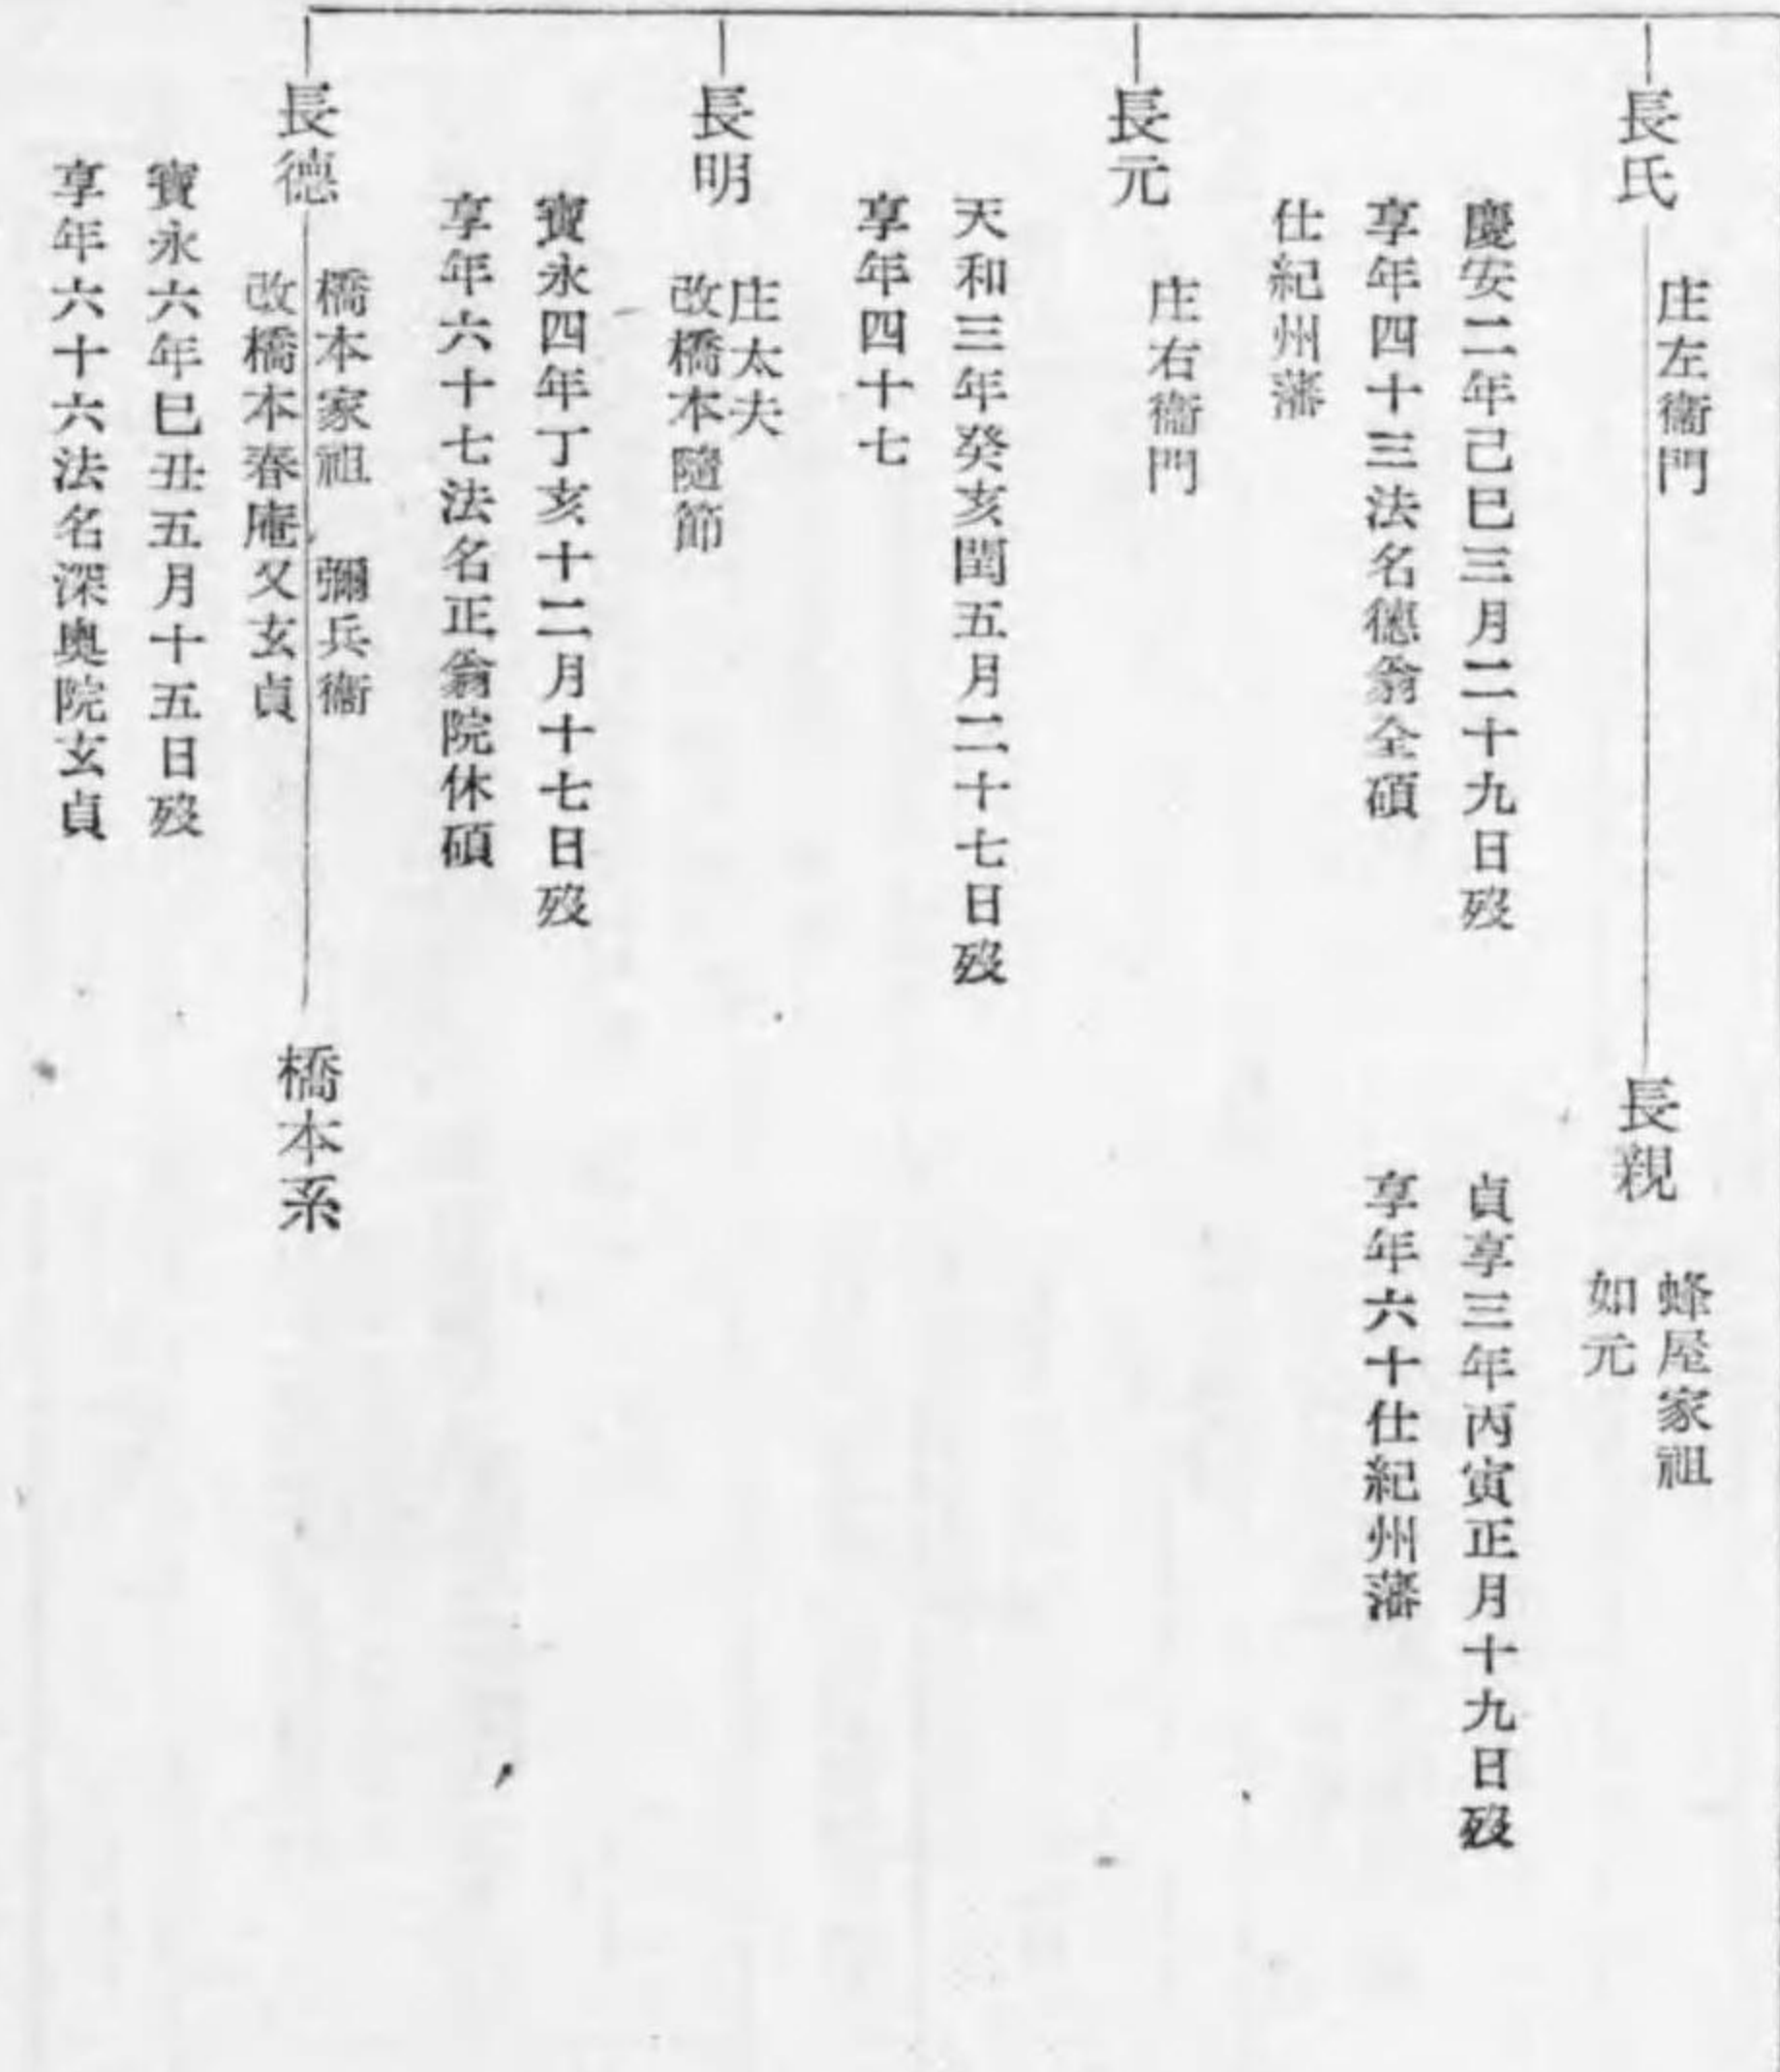 長氏
庄左衞門
慶安二年己巳三月二十九日歿
享年四十三法名德翁全碩
仕紀州藩
長親
蜂屋家祖
如元
貞享三年丙寅正月十九日歿
享年六十仕紀州藩
長元
庄右衞門
天和三年癸亥閏五月二十七日歿
享年四十七
長明
庄太夫
改橋本隨節
寶永四年丁亥十二月十七日歿
享年六十七法名正翁院休碩
長德
橋本家祖 彌兵衞
改橋本春庵又玄貞
寶永六年巳丑五月十五日歿
享年六十六法名深奥院玄貞
橋本系